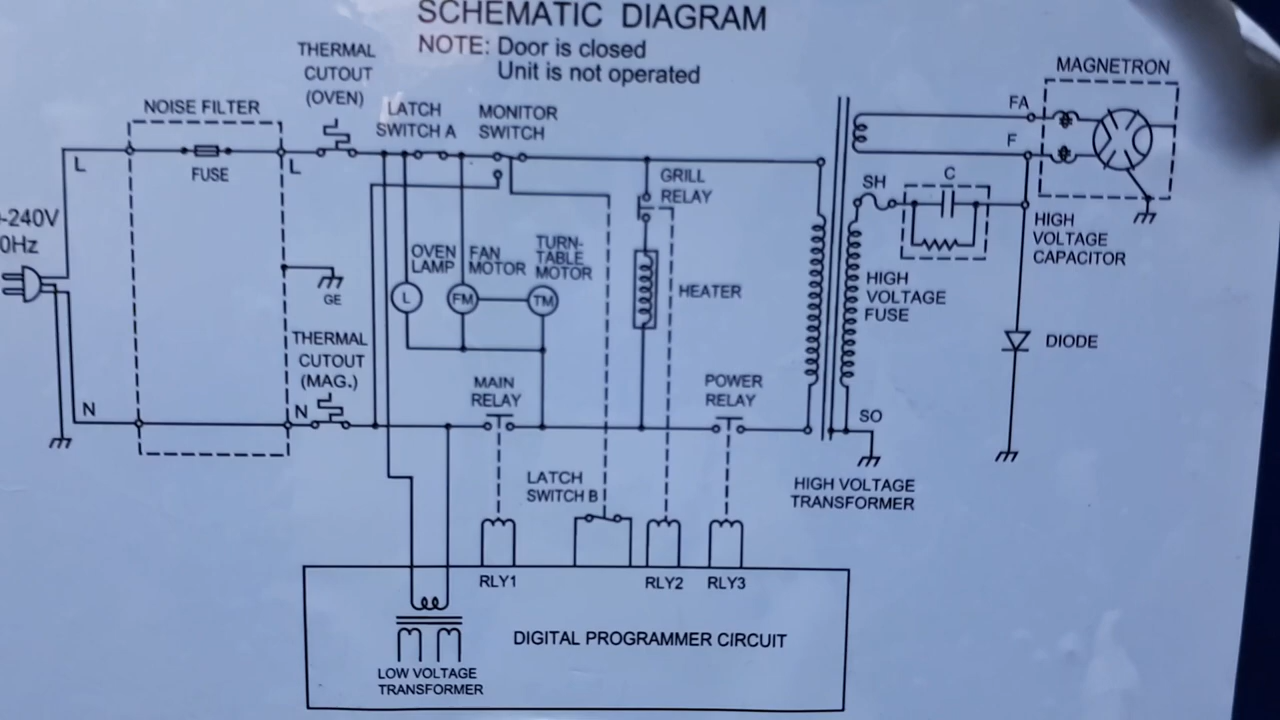 SCHEMATIC DIAGRAM
NOTE: Door is closed
Unit is not operated
THERMAL
CUTOUT
(OVEN)
MAGNETRON
NOISE FILTER
LATCH
SWITCH A
MONITOR
SWITCH
FA
F
L
FUSE
L
GRILL
RELAY
SH
C
-240V
0Hz
HIGH
VOLTAGE
CAPACITOR
OVEN
LAMP
FAN
MOTOR
TURN-
TABLE
MOTOR
L
FM
TM
HEATER
HIGH
VOLTAGE
FUSE
GE
THERMAL
CUTOUT
(MAG.)
DIODE
MAIN
RELAY
POWER
RELAY
N
N
SO
LATCH
SWITCH B
HIGH VOLTAGE
TRANSFORMER
RLY1
RLY2
RLY3
DIGITAL PROGRAMMER CIRCUIT
LOW VOLTAGE
TRANSFORMER